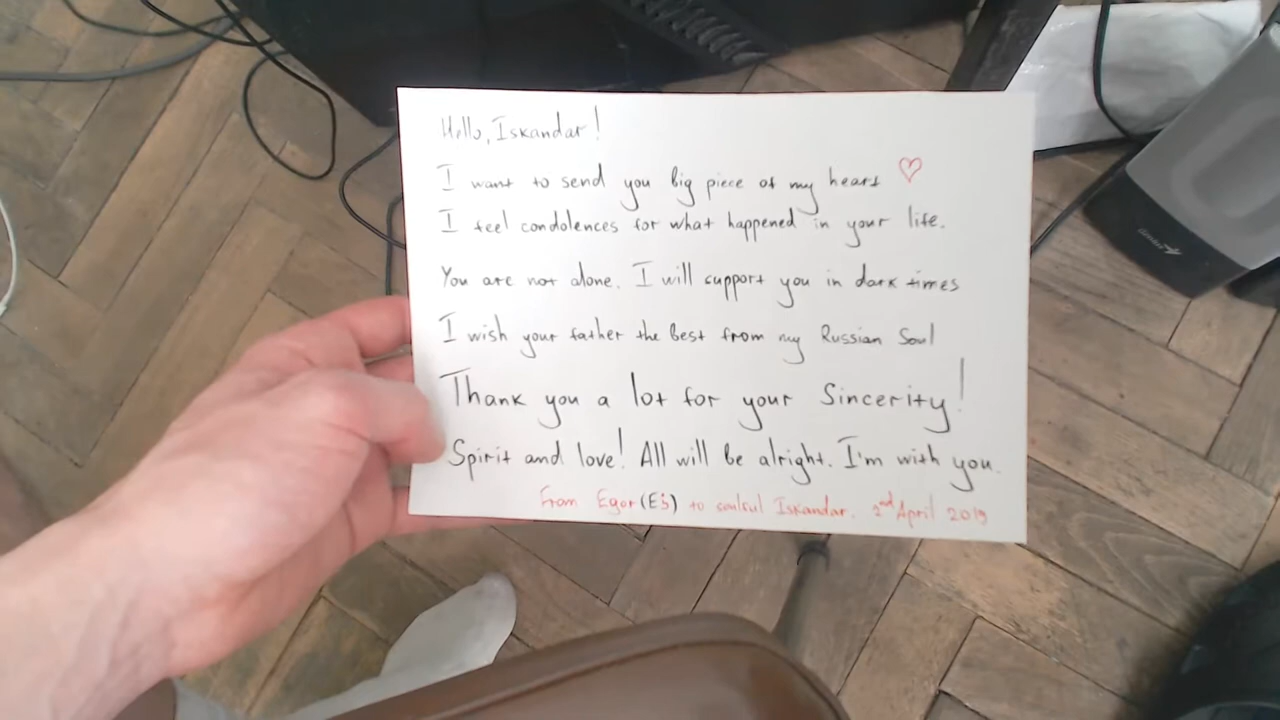 Hello, Iskandar!
I want to send you big piece of my heart ♡
I feel condolences for what happened in your life.
You are not alone. I will support you in dark times
I wish your father the best from my Russian Soul
Thank you a lot for your Sincerity!
Spirit and love! All will be alright. I'm with you.
From Egor (Ej) to soulsul Iskandar. 2nd April 2019
Genius